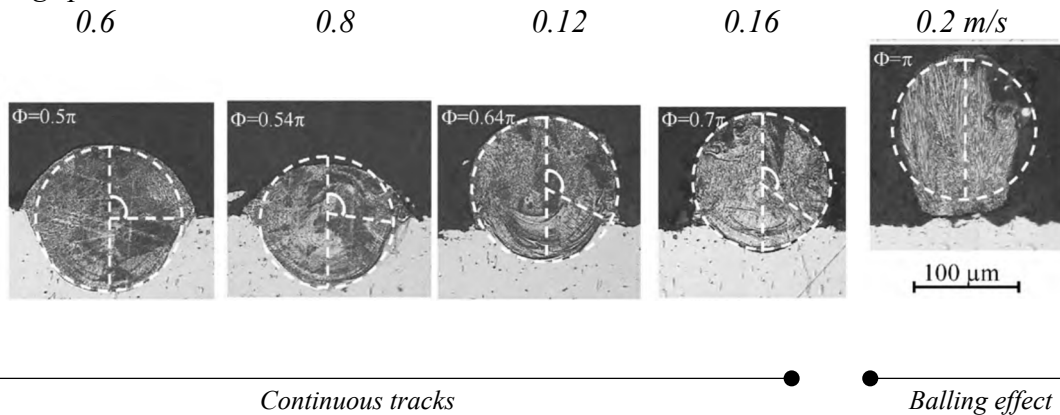 0.6 0.8 0.12 0.16 0.2 m/s
Φ=0.5π Φ=0.54π Φ=0.64π Φ=0.7π Φ=π
100 μm
Continuous tracks Balling effect